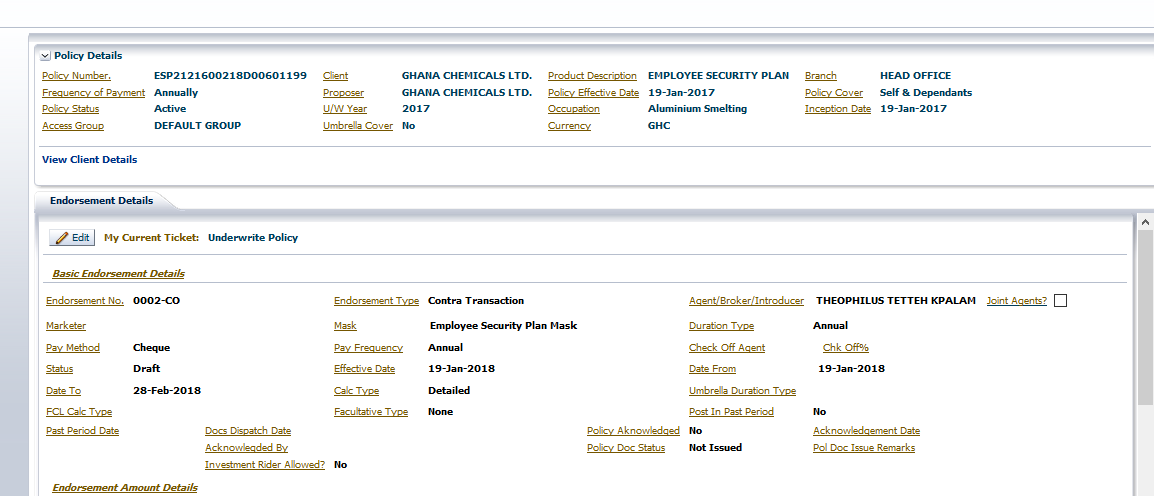 Policy Details
Policy Number. ESP2121600218D00601199 Client GHANA CHEMICALS LTD. Product Description EMPLOYEE SECURITY PLAN Branch HEAD OFFICE
Frequency of Payment Annually Proposer GHANA CHEMICALS LTD. Policy Effective Date 19-Jan-2017 Policy Cover Self & Dependants
Policy Status Active U/W Year 2017 Occupation Aluminium Smelting Inception Date 19-Jan-2017
Access Group DEFAULT GROUP Umbrella Cover No Currency GHC
View Client Details
Endorsement Details
Edit My Current Ticket: Underwrite Policy
Basic Endorsement Details
Endorsement No. 0002-CO Endorsement Type Contra Transaction Agent/Broker/Introducer THEOPHILUS TETTEH KPALAM Joint Agents?
Marketer Mask Employee Security Plan Mask Duration Type Annual
Pay Method Cheque Pay Frequency Annual Check Off Agent Chk Off%
Status Draft Effective Date 19-Jan-2018 Date From 19-Jan-2018
Date To 28-Feb-2018 Calc Type Detailed Umbrella Duration Type
FCL Calc Type Facultative Type None Post In Past Period No
Past Period Date Docs Dispatch Date Policy Aknowledged No Acknowledgement Date
Acknowleqded By Policy Doc Status Not Issued Pol Doc Issue Remarks
Investment Rider Allowed? No
Endorsement Amount Details